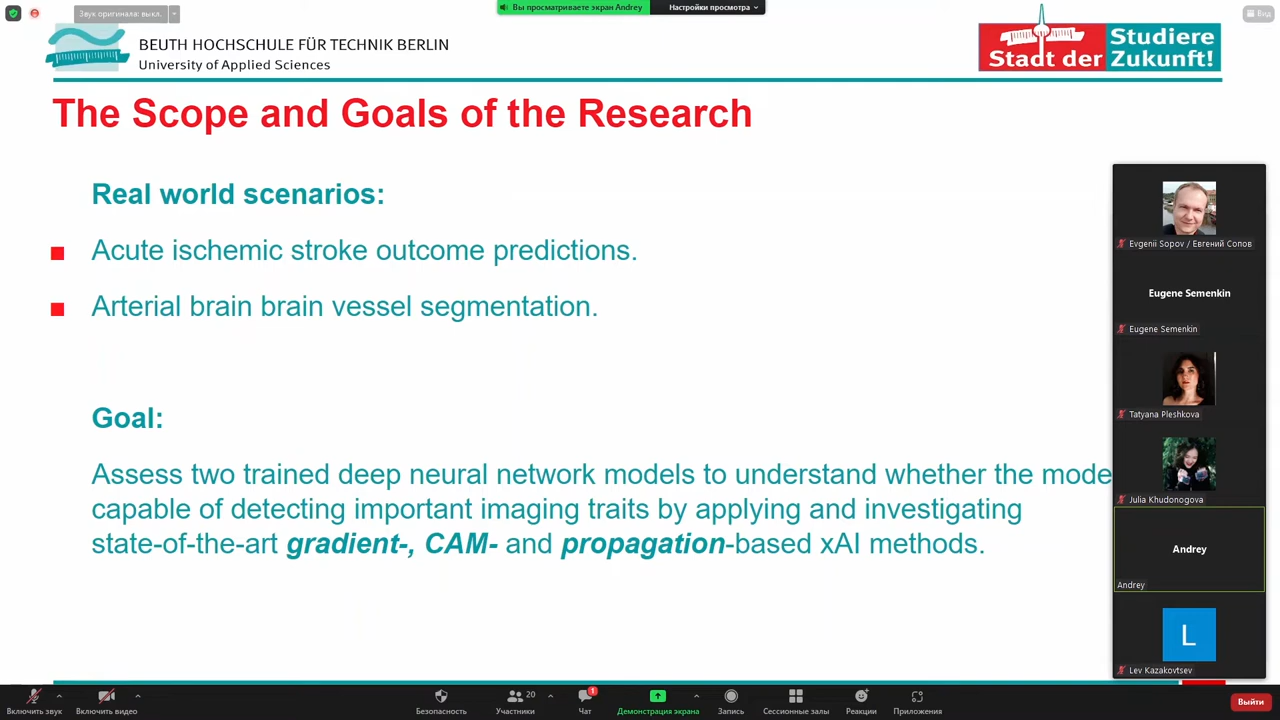 Звук оригинала: выкл.
Вы просматриваете экран Andrey
Настройки просмотра
Вид
BEUTH HOCHSCHULE FÜR TECHNIK BERLIN
University of Applied Sciences
Studiere
Stadt der Zukunft!
The Scope and Goals of the Research
Real world scenarios:
Acute ischemic stroke outcome predictions.
Arterial brain brain vessel segmentation.
Goal:
Assess two trained deep neural network models to understand whether the mode
capable of detecting important imaging traits by applying and investigating
state-of-the-art gradient-, CAM- and propagation-based xAI methods.
Evgenii Sopov / Евгений Сопов
Eugene Semenkin
Eugene Semenkin
Tatyana Pleshkova
Julia Khudonogova
Andrey
Andrey
L
Lev Kazakovtsev
Включить звук
Включить видео
Безопасность
Участники
20
Чат
1
Демонстрация экрана
Запись
Сессионные залы
Реакции
Приложения
Выйти